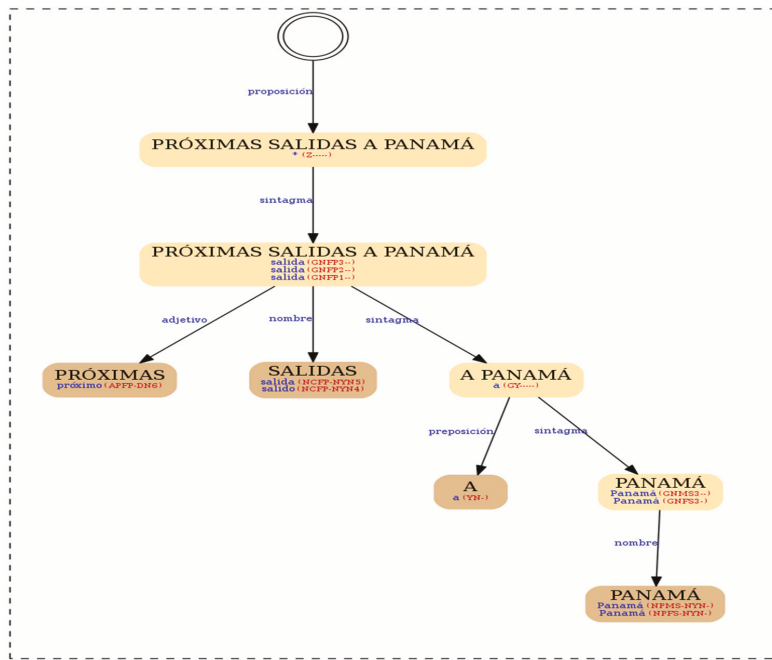 proposición
PRÓXIMAS SALIDAS A PANAMÁ
* (Z-----)
sintagma
PRÓXIMAS SALIDAS A PANAMÁ
salida (GNFP3--)
salida (GNFP2--)
salida (GNFP1--)
adjetivo
nombre
sintagma
PRÓXIMAS
próximo (APFP-DN6)
SALIDAS
salida (NCFP-NYN5)
salido (NCFP-NYN4)
A PANAMÁ
a (GY-----)
preposición
sintagma
A
a (YN-)
PANAMÁ
Panamá (GNMS3--)
Panamá (GNFS3-)
nombre
PANAMÁ
Panamá (NPMS-NYN-)
Panamá (NPFS-NYN-)